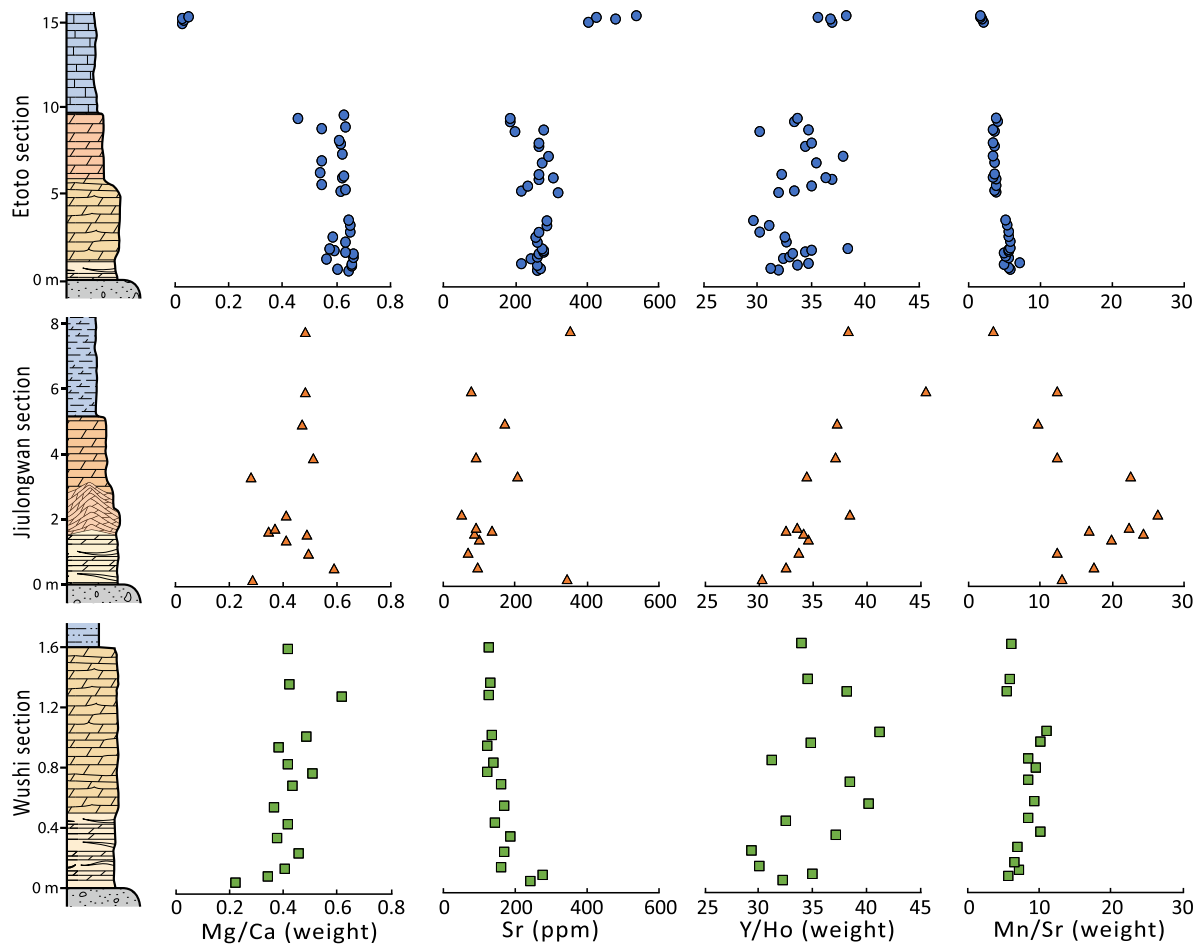 Etoto section
15
10
5
0 m
0 0.2 0.4 0.6 0.8
0 200 400 600
25 30 35 40 45
0 10 20 30
Jiulongwan section
8
6
4
2
0 m
0 0.2 0.4 0.6 0.8
0 200 400 600
25 35 35 40 45
0 10 20 30
Wushi section
1.6
1.2
0.8
0.4
0 m
0 0.2 0.4 0.6 0.8
0 200 400 600
25 30 35 40 45
0 10 20 30
Mg/Ca (weight)
Sr (ppm)
Y/Ho (weight)
Mn/Sr (weight)